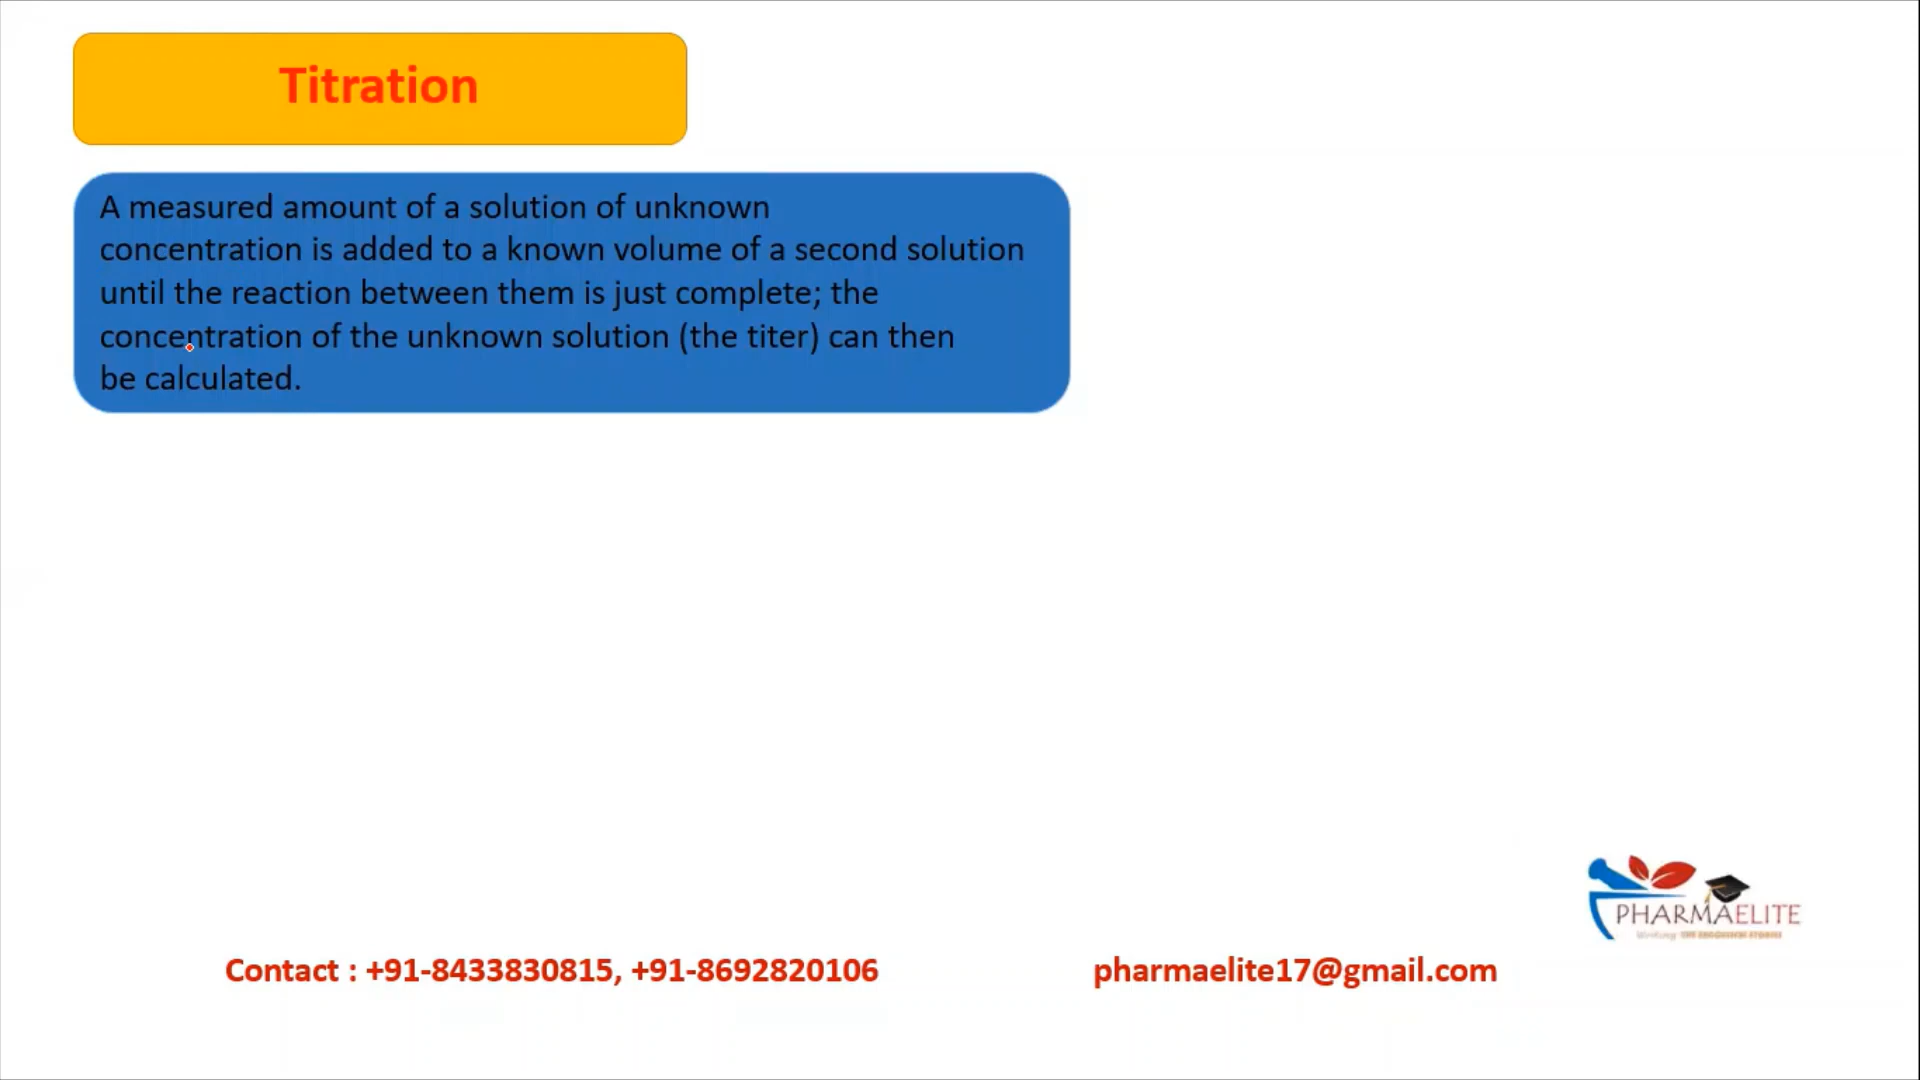 Titration
A measured amount of a solution of unknown
concentration is added to a known volume of a second solution
until the reaction between them is just complete; the
concentration of the unknown solution (the titer) can then
be calculated.
PHARMAELITE
Contact : +91-8433830815, +91-8692820106
pharmaelite17@gmail.com